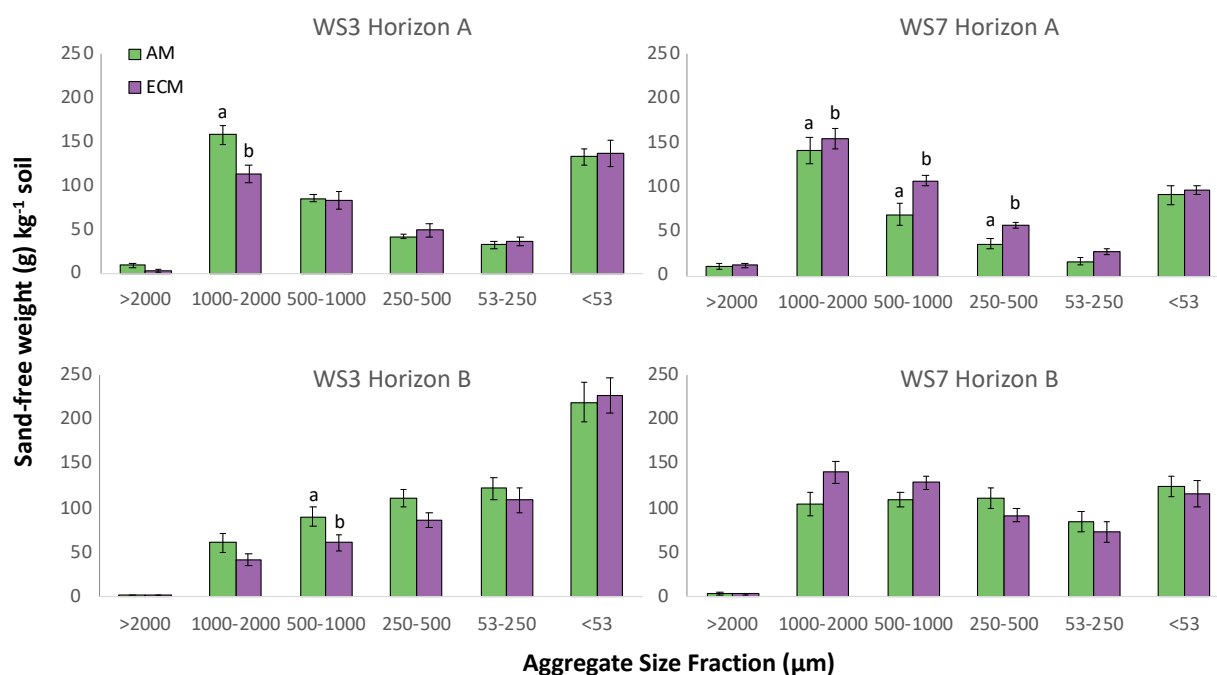 WS3 Horizon A
250
200
150
100
50
0
AM
ECM
a
b
>2000 1000-2000 500-1000 250-500 53-250 <53
WS7 Horizon A
250
200
150
100
50
0
a b
a b
a b
>2000 1000-2000 500-1000 250-500 53-250 <53
Sand-free weight (g) kg⁻¹ soil
WS3 Horizon B
250
200
150
100
50
0
a
b
>2000 1000-2000 500-1000 250-500 53-250 <53
WS7 Horizon B
250
200
150
100
50
0
>2000 1000-2000 500-1000 250-500 53-250 <53
Aggregate Size Fraction (µm)